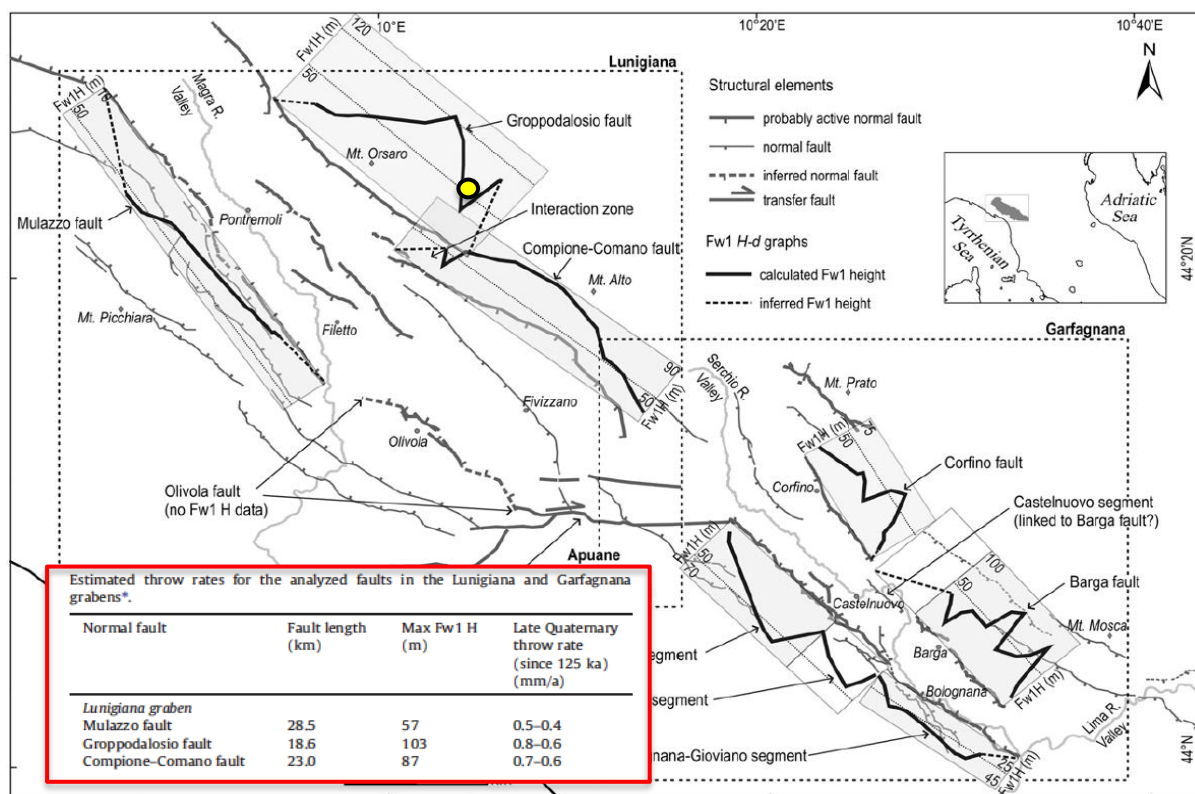 10°E
10°20'E
10°40'E
Lunigiana
N
Fw1H (m)
120
50
Magra R.
Valley
Fw1H (m)
70
50
Groppodalosio fault
Mt. Orsaro
Structural elements
probably active normal fault
normal fault
inferred normal fault
transfer fault
Fw1 H-d graphs
calculated Fw1 height
inferred Fw1 height
Adriatic
Sea
Tyrrhenian
Sea
44°20'N
Mulazzo fault
Pontremoli
Interaction zone
Compione-Comano fault
Mt. Alto
Mt. Picchiara
Filetto
Garfagnana
90
50
Fw1H (m)
Serchio R.
Valley
Mt. Prato
Fivizzano
Olivola
Fw1H (m)
50
75
Corfino
Corfino fault
Olivola fault
(no Fw1 H data)
Castelnuovo segment
(linked to Barga fault?)
Apuane
Fw1H (m)
50
70
100
50
Barga fault
Castelnuovo
Mt. Mosca
Barga
Fw1H (m)
Bolognana
egment
segment
nana-Gioviano segment
Lima R.
Valley
44°N
25
45
Fw1H (m)
Estimated throw rates for the analyzed faults in the Lunigiana and Garfagnana
grabens*.
Normal fault Fault length Max Fw1 H Late Quaternary
(km) (m) throw rate
(since 125 ka)
(mm/a)
Lunigiana graben
Mulazzo fault 28.5 57 0.5–0.4
Groppodalosio fault 18.6 103 0.8–0.6
Compione–Comano fault 23.0 87 0.7–0.6